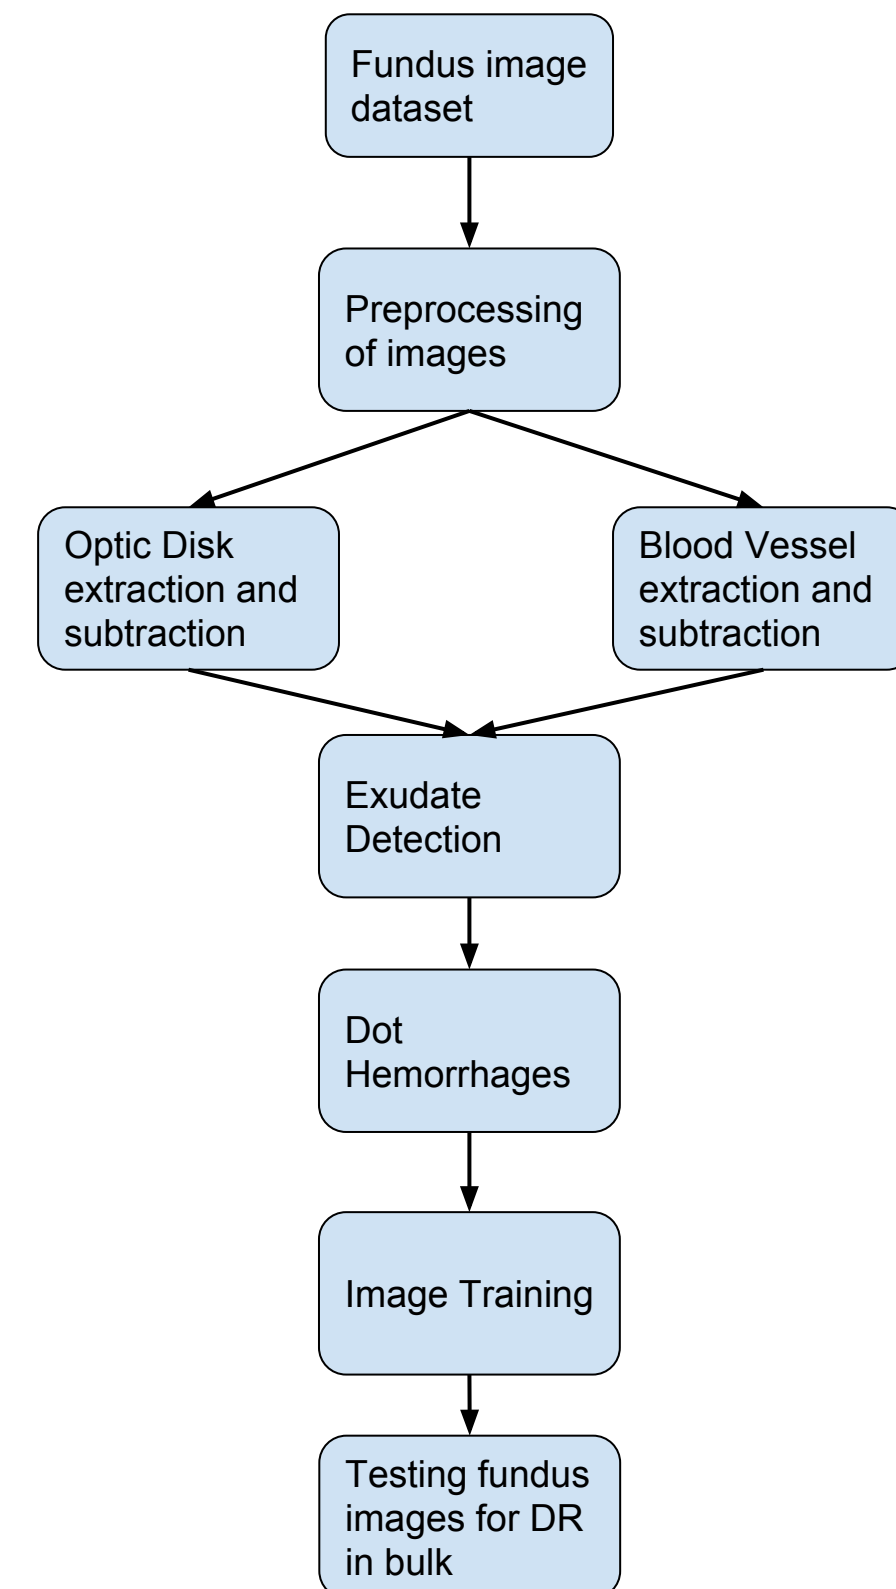 Fundus image
dataset
Preprocessing
of images
Optic Disk
extraction and
subtraction
Blood Vessel
extraction and
subtraction
Exudate
Detection
Dot
Hemorrhages
Image Training
Testing fundus
images for DR
in bulk